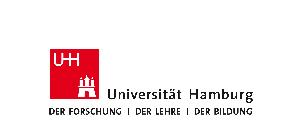 UHH
Universität Hamburg
DER FORSCHUNG | DER LEHRE | DER BILDUNG